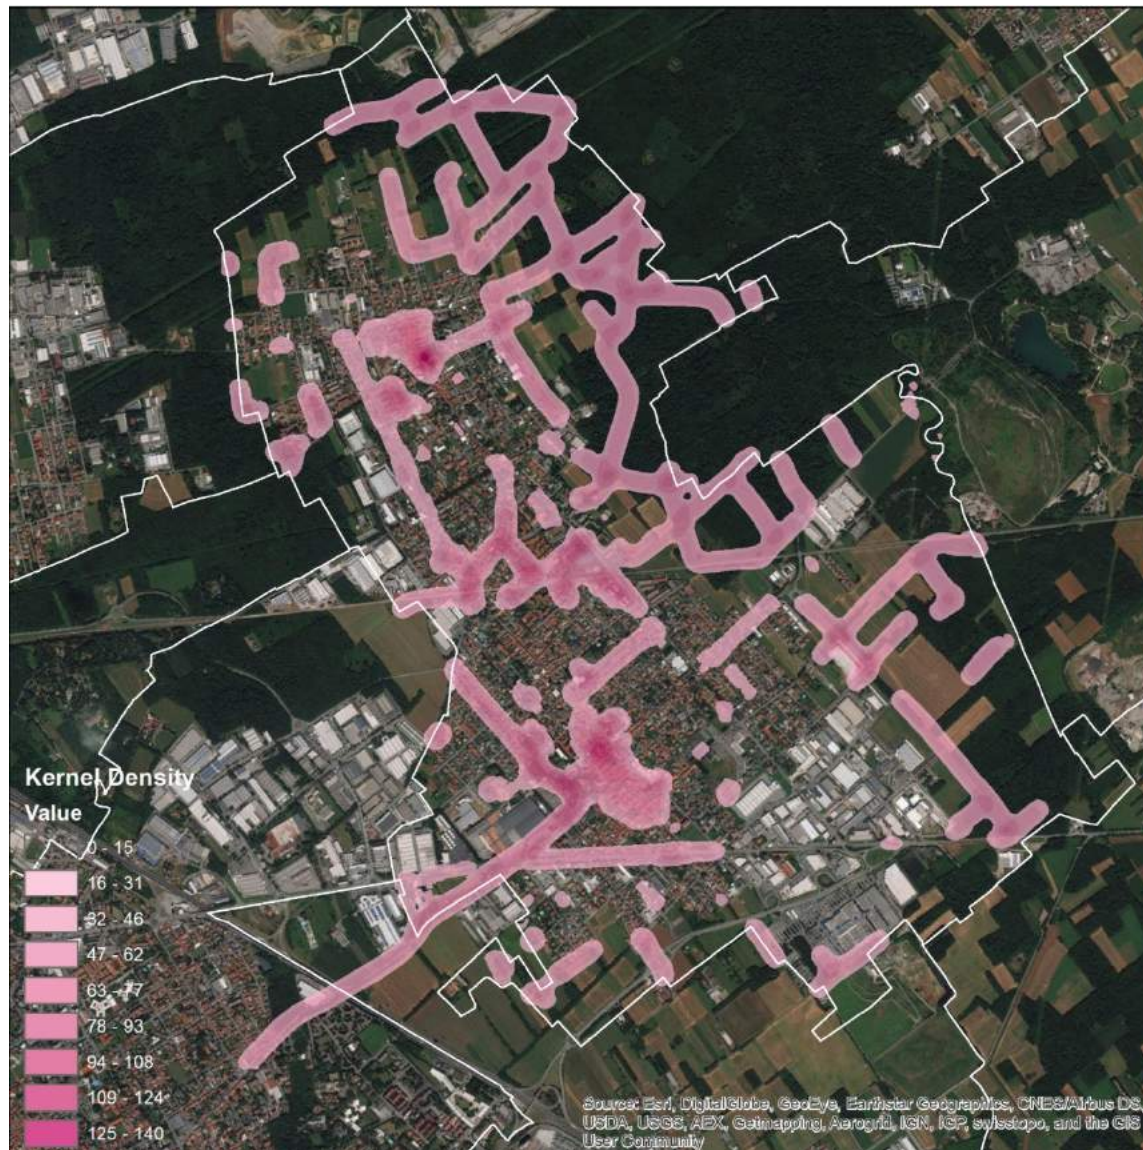 Kernel Density
Value
0 - 15
16 - 31
32 - 46
47 - 62
63 - 77
78 - 93
94 - 108
109 - 124
125 - 140
Source: Esri, DigitalGlobe, GeoEye, Earthstar Geographics, CNES/Airbus DS,
USDA, USGS, AEX, Getmapping, Aerogrid, IGN, IGP, swisstopo, and the GIS
User Community